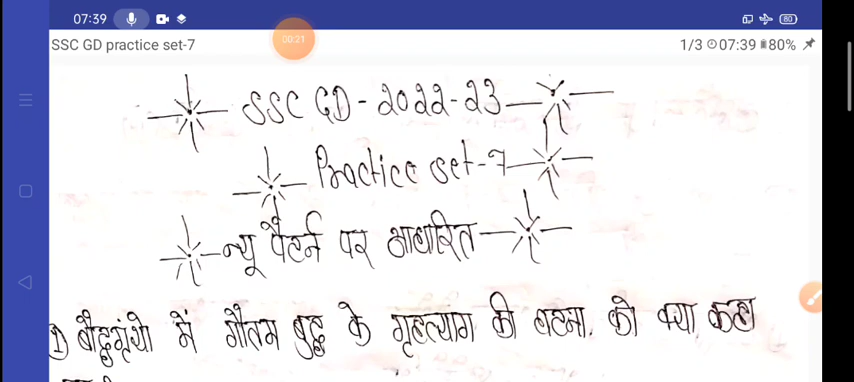 07:39 80
00:21
SSC GD practice set-7 1/3 07:39 80%
SSC GD - 2022-23
Practice set-7
न्यू पैटर्न पर आधारित
1) बौद्धग्रंथो में गौतम बुद्ध के गृहत्याग की घटना. को क्या कहा